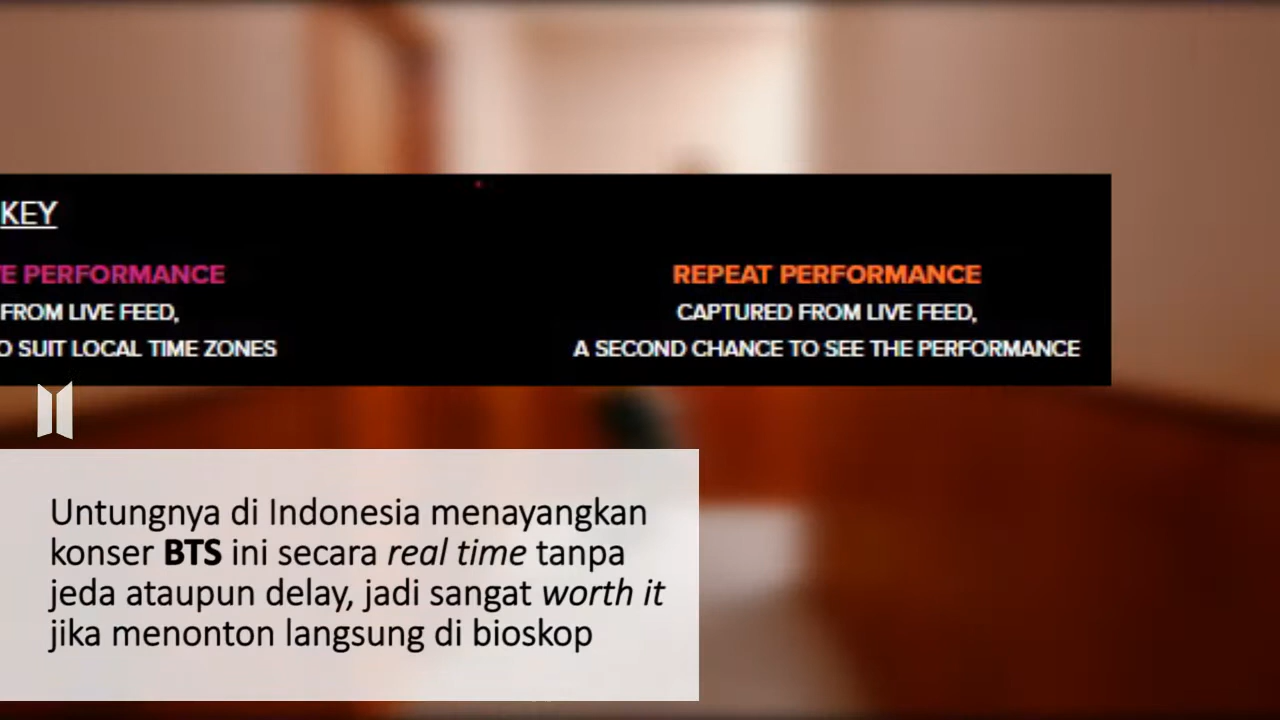 KEY
E PERFORMANCE
FROM LIVE FEED,
O SUIT LOCAL TIME ZONES
REPEAT PERFORMANCE
CAPTURED FROM LIVE FEED,
A SECOND CHANCE TO SEE THE PERFORMANCE
Untungnya di Indonesia menayangkan
konser BTS ini secara real time tanpa
jeda ataupun delay, jadi sangat worth it
jika menonton langsung di bioskop